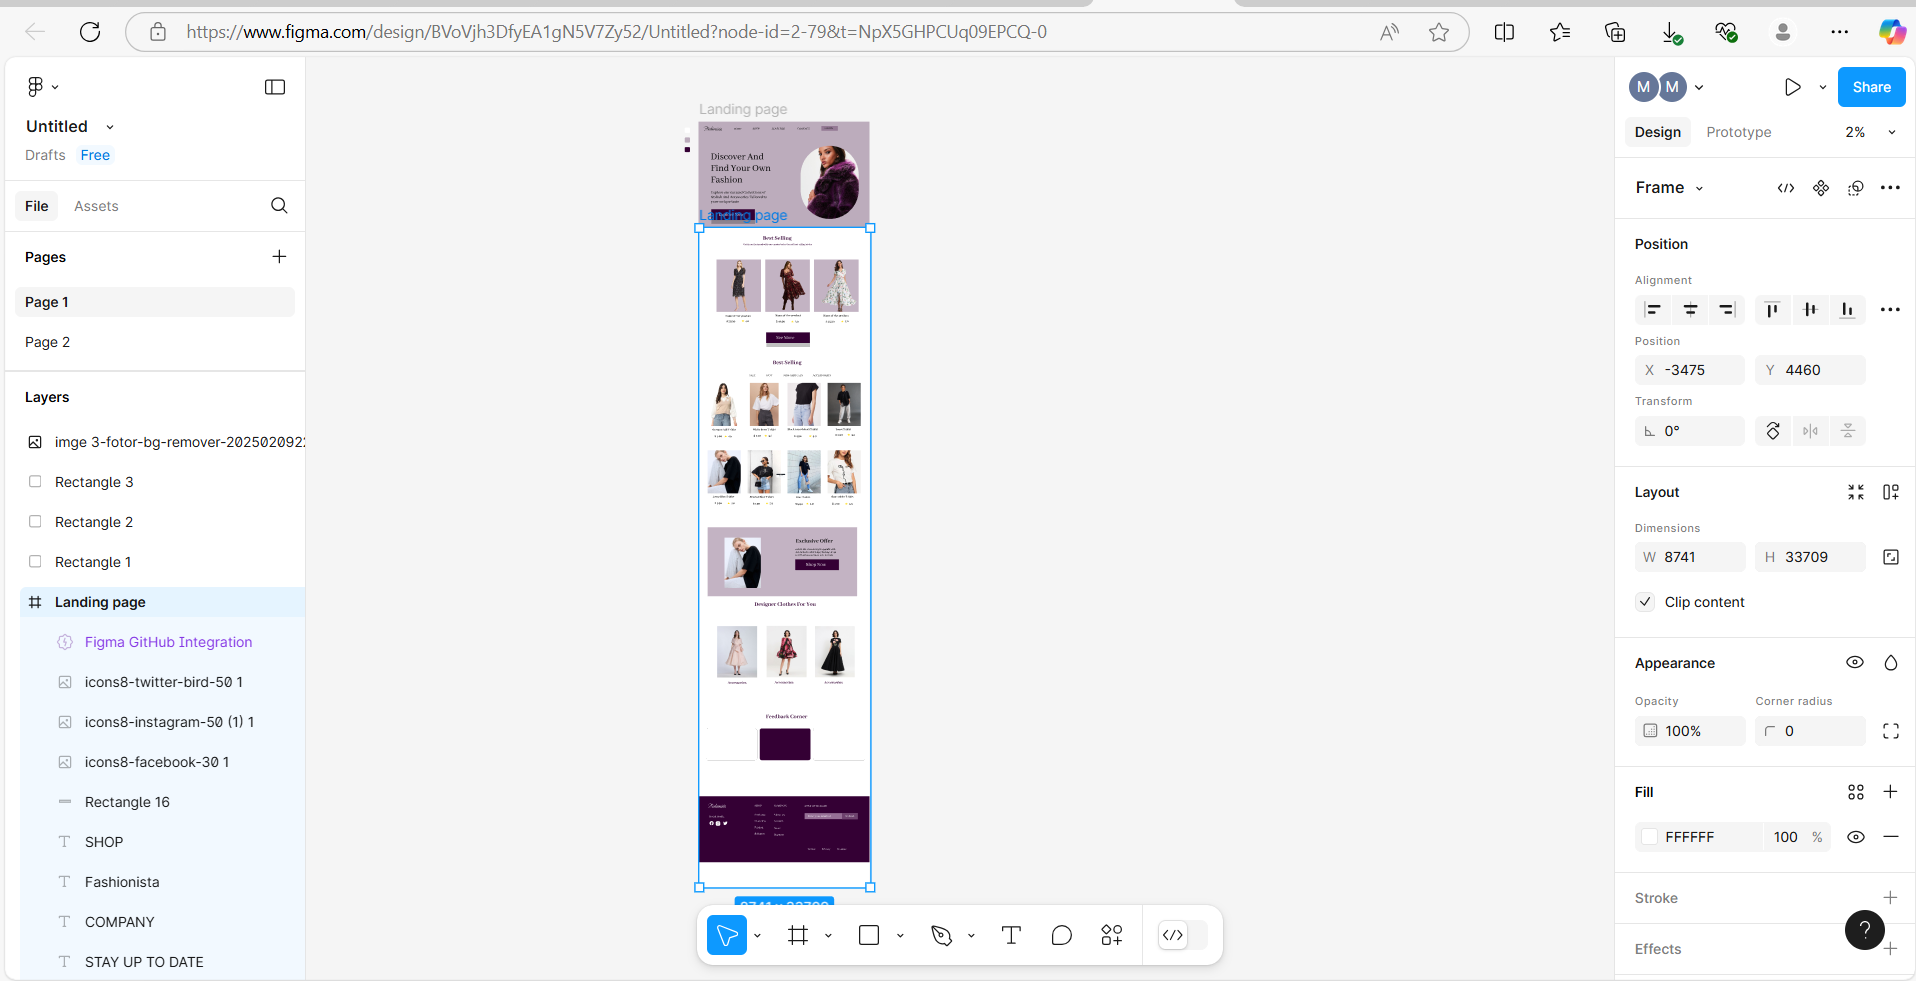 https://www.figma.com/design/BVoVjh3DfyEA1gN5V7Zy52/Untitled?node-id=2-79&t=NpX5GHPCUq09EPCQ-0
Untitled
Drafts Free
File Assets
Pages
Page 1
Page 2
Layers
imge 3-fotor-bg-remover-202502092
Rectangle 3
Rectangle 2
Rectangle 1
Landing page
Figma GitHub Integration
icons8-twitter-bird-50 1
icons8-instagram-50 (1) 1
icons8-facebook-30 1
Rectangle 16
SHOP
Fashionista
COMPANY
STAY UP TO DATE
Landing page
Discover And
Find Your Own
Fashion
Landing page
Best Selling
See More
Best Selling
Exclusive Offer
Shop Now
Designer Clothes For You
Feedback Corner
8741 x 33709
M M
Share
Design Prototype 2%
Frame
Position
Alignment
Position
X -3475 Y 4460
Transform
0°
Layout
Dimensions
W 8741 H 33709
Clip content
Appearance
Opacity Corner radius
100% 0
Fill
FFFFFF 100 %
Stroke
Effects
?